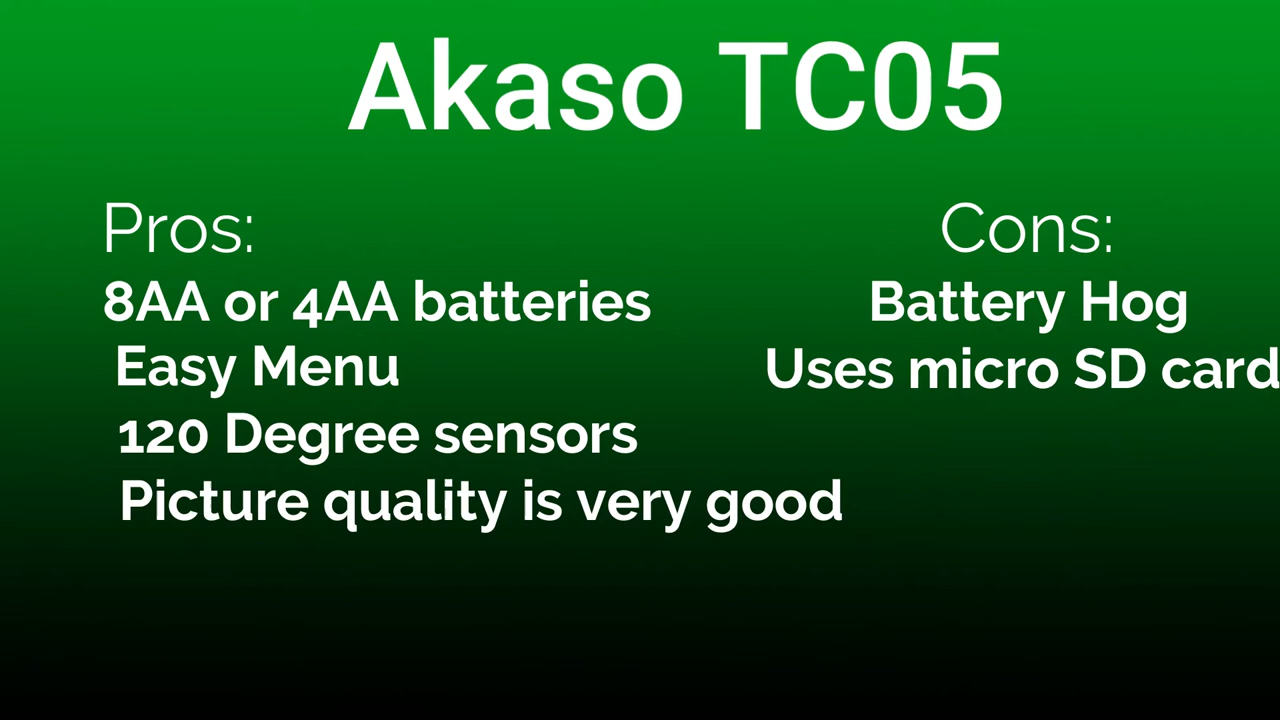 Akaso TC05
Pros:
8AA or 4AA batteries
Easy Menu
120 Degree sensors
Picture quality is very good
Cons:
Battery Hog
Uses micro SD card